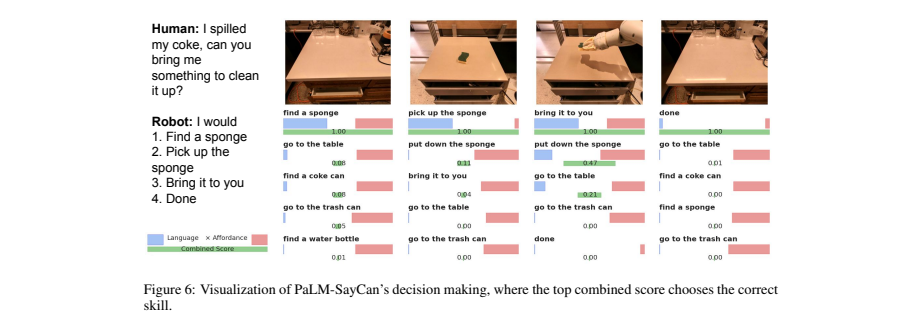 Human: I spilled
my coke, can you
bring me
something to clean
it up?
Robot: I would
1. Find a sponge
2. Pick up the
sponge
3. Bring it to you
4. Done
Language × Affordance
Combined Score
find a sponge
1.00
go to the table
0.08
find a coke can
0.08
go to the trash can
0.05
find a water bottle
0.01
pick up the sponge
1.00
put down the sponge
0.11
bring it to you
0.04
go to the table
0.00
go to the trash can
0.00
bring it to you
1.00
put down the sponge
0.47
go to the table
0.21
go to the trash can
0.00
done
0.00
done
1.00
go to the table
0.01
find a coke can
0.00
find a sponge
0.00
go to the trash can
0.00
Figure 6: Visualization of PaLM-SayCan's decision making, where the top combined score chooses the correct
skill.